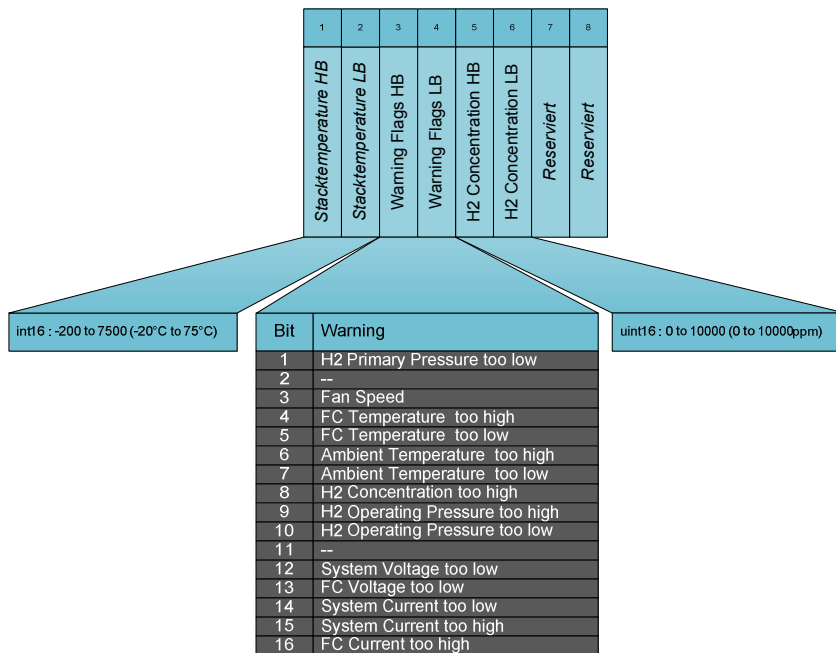 1 2 3 4 5 6 7 8
Stacktemperature HB
Stacktemperature LB
Warning Flags HB
Warning Flags LB
H2 Concentration HB
H2 Concentration LB
Reserviert
Reserviert
int16 : -200 to 7500 (-20°C to 75°C)
uint16 : 0 to 10000 (0 to 10000ppm)
Bit Warning
1 H2 Primary Pressure too low
2 --
3 Fan Speed
4 FC Temperature too high
5 FC Temperature too low
6 Ambient Temperature too high
7 Ambient Temperature too low
8 H2 Concentration too high
9 H2 Operating Pressure too high
10 H2 Operating Pressure too low
11 --
12 System Voltage too low
13 FC Voltage too low
14 System Current too low
15 System Current too high
16 FC Current too high